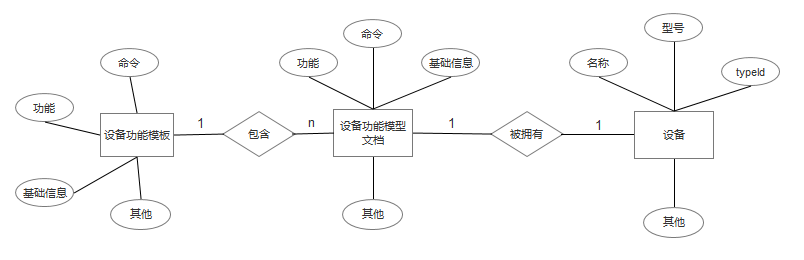 命令
功能
设备功能模板
基础信息
其他
1
包含
n
命令
功能
基础信息
设备功能模型
文档
其他
1
被拥有
1
型号
名称
typeId
设备
其他